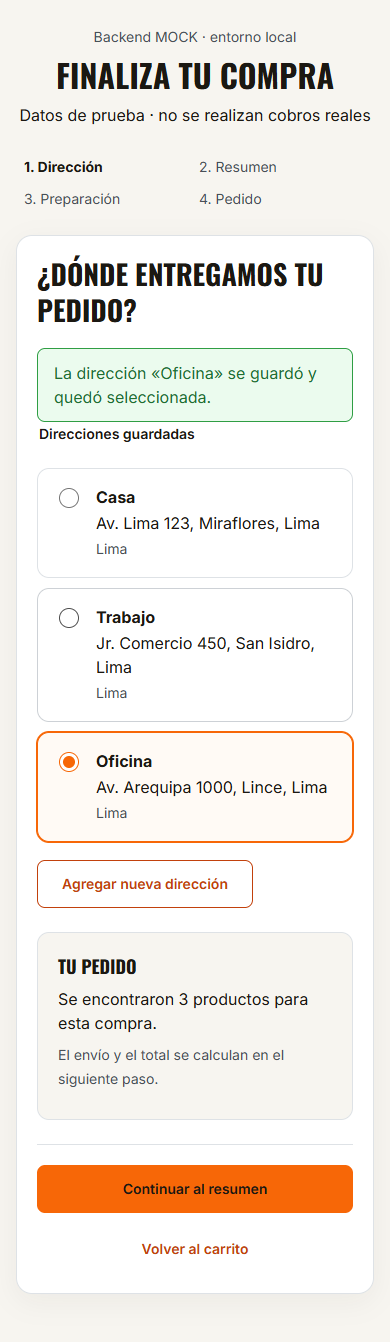 Backend MOCK · entorno local
FINALIZA TU COMPRA
Datos de prueba · no se realizan cobros reales
1. Dirección
2. Resumen
3. Preparación
4. Pedido
¿DÓNDE ENTREGAMOS TU
PEDIDO?
La dirección «Oficina» se guardó y
quedó seleccionada.
Direcciones guardadas
Casa
Av. Lima 123, Miraflores, Lima
Lima
Trabajo
Jr. Comercio 450, San Isidro,
Lima
Lima
Oficina
Av. Arequipa 1000, Lince, Lima
Lima
Agregar nueva dirección
TU PEDIDO
Se encontraron 3 productos para
esta compra.
El envío y el total se calculan en el
siguiente paso.
Continuar al resumen
Volver al carrito